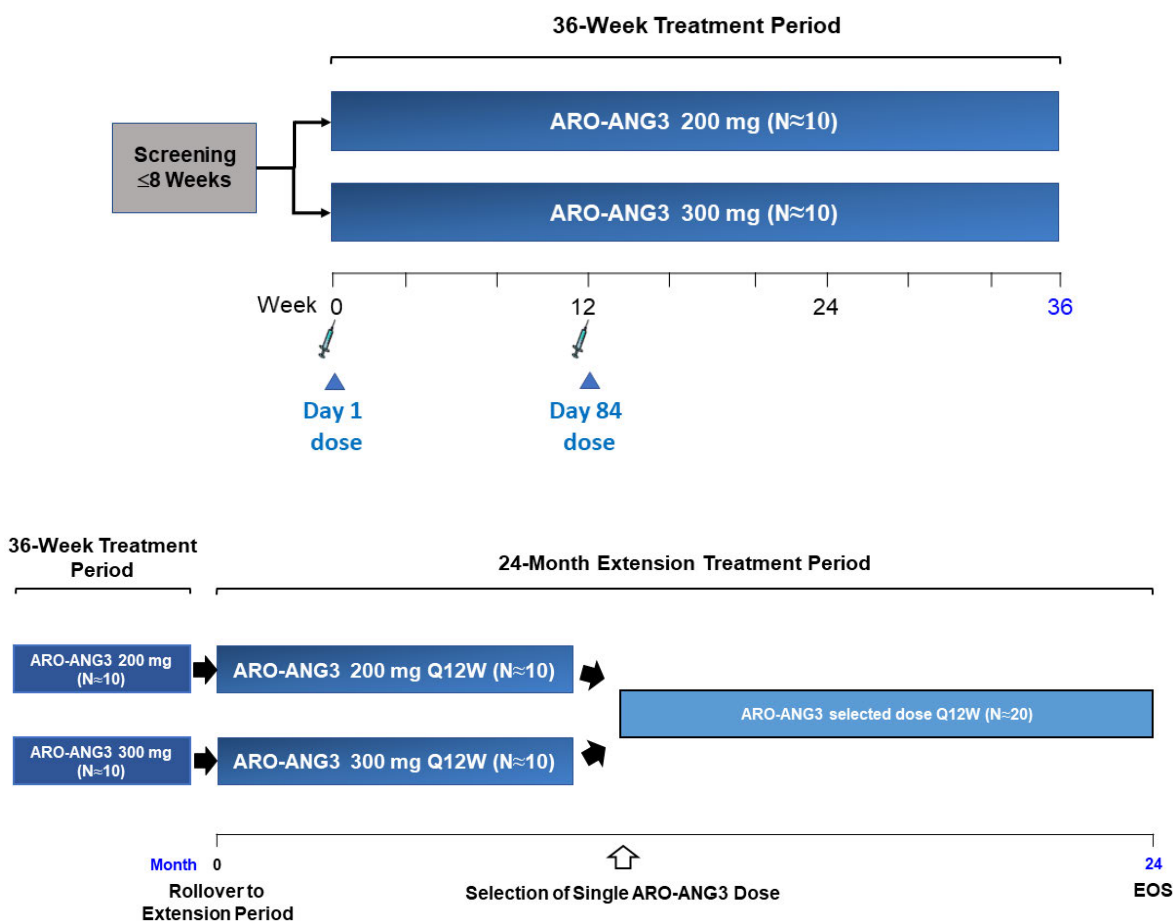 36-Week Treatment Period
Screening
≤8 Weeks
ARO-ANG3 200 mg (N≈10)
ARO-ANG3 300 mg (N≈10)
Week 0 12 24 36
Day 1
dose
Day 84
dose
36-Week Treatment
Period
24-Month Extension Treatment Period
ARO-ANG3 200 mg
(N≈10)
ARO-ANG3 200 mg Q12W (N≈10)
ARO-ANG3 selected dose Q12W (N≈20)
ARO-ANG3 300 mg
(N≈10)
ARO-ANG3 300 mg Q12W (N≈10)
Month 0 24
Rollover to
Extension Period
Selection of Single ARO-ANG3 Dose
EOS